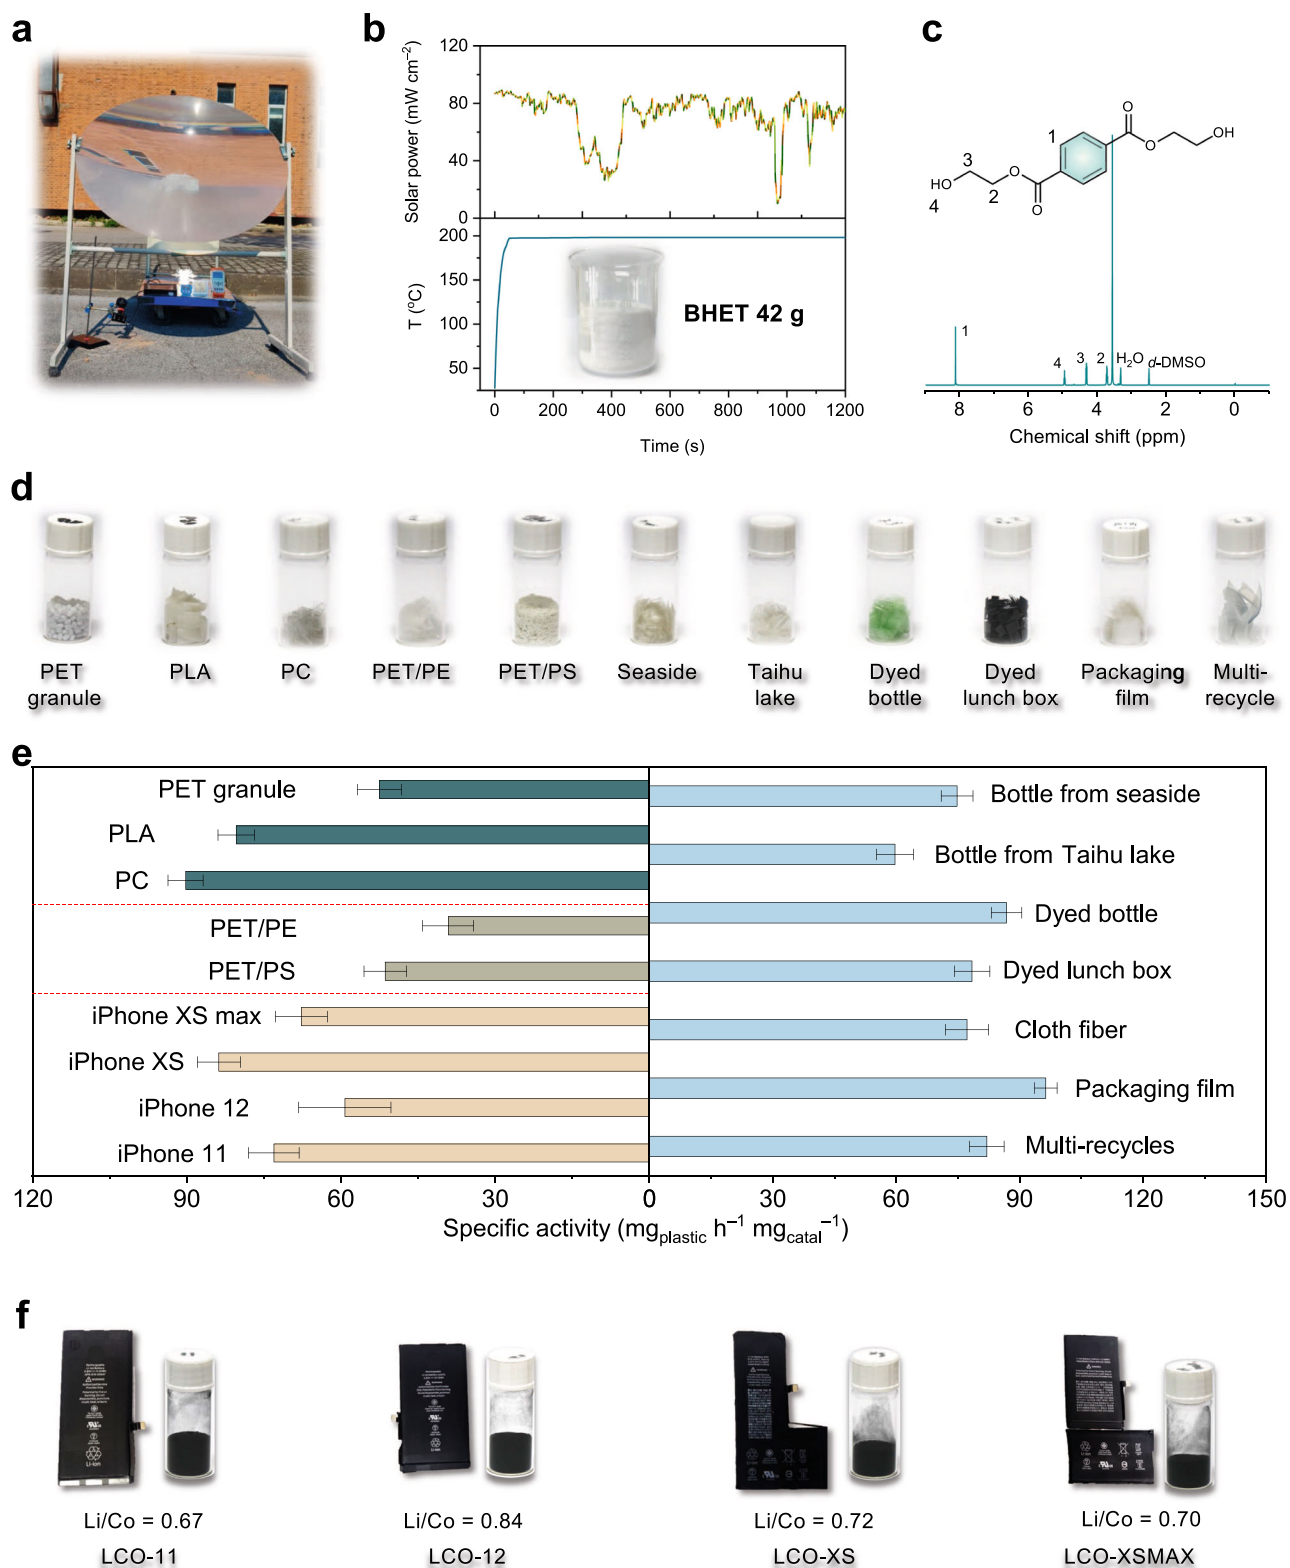 a
b
c
120
80
40
0
Solar power (mW cm⁻²)
200
150
100
50
T (°C)
BHET 42 g
0
200
400
600
800
1000
1200
Time (s)
O
OH
O
1
3
O
HO
2
4
O
1
4
3
2
H₂O
d-DMSO
8
6
4
2
0
Chemical shift (ppm)
d
PET granule
PLA
PC
PET/PE
PET/PS
Seaside
Taihu lake
Dyed bottle
Dyed lunch box
Packaging film
Multi-recycle
e
PET granule
PLA
PC
PET/PE
PET/PS
iPhone XS max
iPhone XS
iPhone 12
iPhone 11
Bottle from seaside
Bottle from Taihu lake
Dyed bottle
Dyed lunch box
Cloth fiber
Packaging film
Multi-recycles
120
90
60
30
0
30
60
90
120
150
Specific activity (mg_plastic h⁻¹ mg_catal⁻¹)
f
Li-ion
Li/Co = 0.67
LCO-11
Li/Co = 0.84
LCO-12
Li/Co = 0.72
LCO-XS
Li/Co = 0.70
LCO-XSMAX